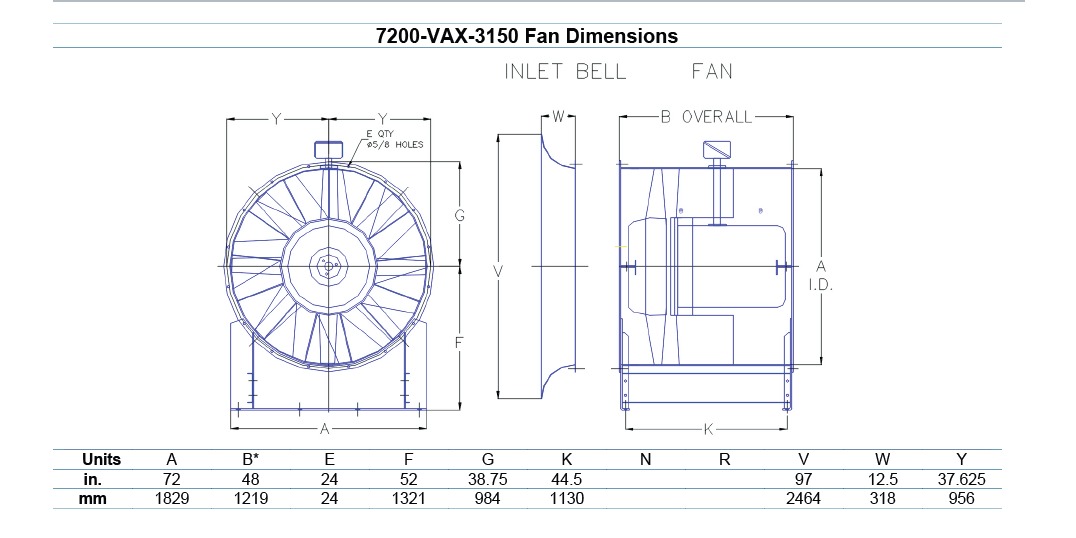 7200-VAX-3150 Fan Dimensions
INLET BELL FAN
Y Y W B OVERALL
E QTY
ø5/8 HOLES
G
V A
I.D.
F
A K
Units A B* E F G K N R V W Y
in. 72 48 24 52 38.75 44.5 97 12.5 37.625
mm 1829 1219 24 1321 984 1130 2464 318 956